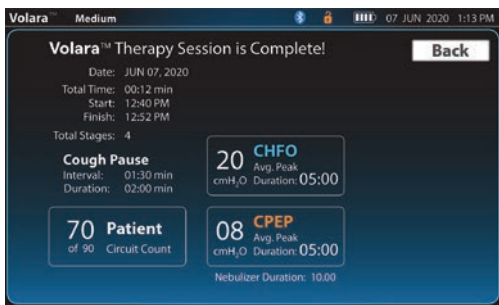 Volara™ Medium 07 JUN 2020 1:13 PM
Volara™ Therapy Session is Complete!
Back
Date: JUN 07, 2020
Total Time: 00:12 min
Start: 12:40 PM
Finish: 12:52 PM
Total Stages: 4
Cough Pause
Interval: 01:30 min
Duration: 02:00 min
20 CHFO
Avg. Peak
cmH₂O Duration: 05:00
70 Patient
of 90 Circuit Count
08 CPEP
Avg. Peak
cmH₂O Duration: 05:00
Nebulizer Duration: 10.00